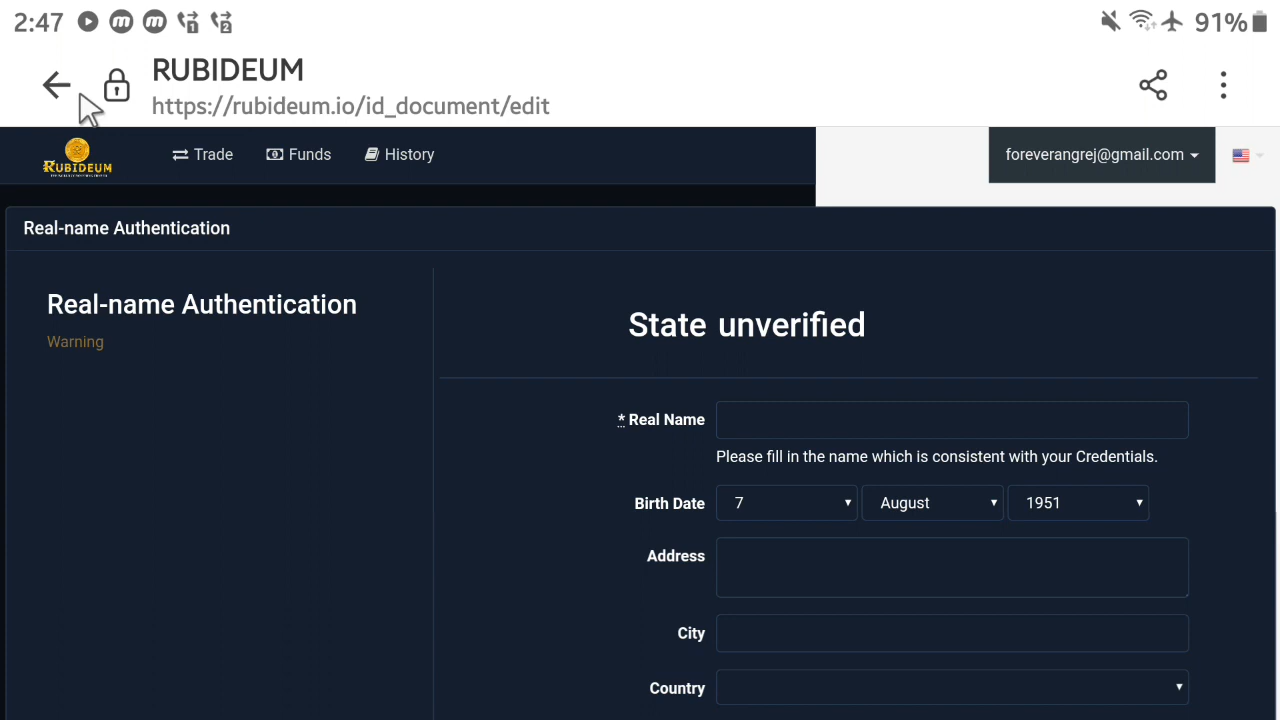 2:47
91%
RUBIDEUM
https://rubideum.io/id_document/edit
RUBIDEUM
Trade
Funds
History
foreverangrej@gmail.com
Real-name Authentication
Real-name Authentication
Warning
State unverified
* Real Name
Please fill in the name which is consistent with your Credentials.
Birth Date 7 August 1951
Address
City
Country